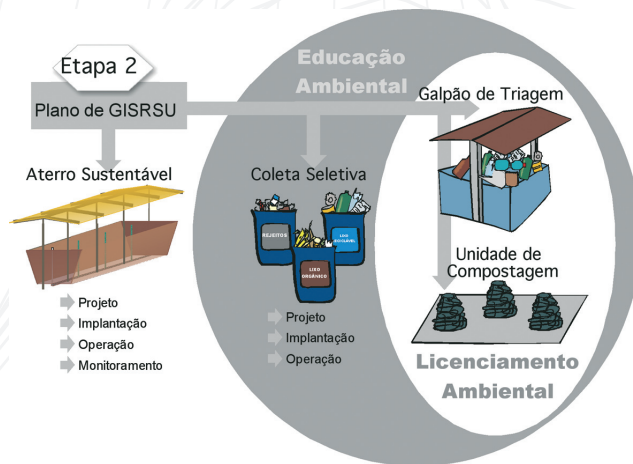 Etapa 2
Plano de GISRSU
Educação
Ambiental
Galpão de Triagem
Aterro Sustentável
Coleta Seletiva
REJEITOS
LIXO
RECICLÁVEL
LIXO
ORGÂNICO
Unidade de
Compostagem
Projeto
Implantação
Operação
Monitoramento
Projeto
Implantação
Operação
Licenciamento
Ambiental